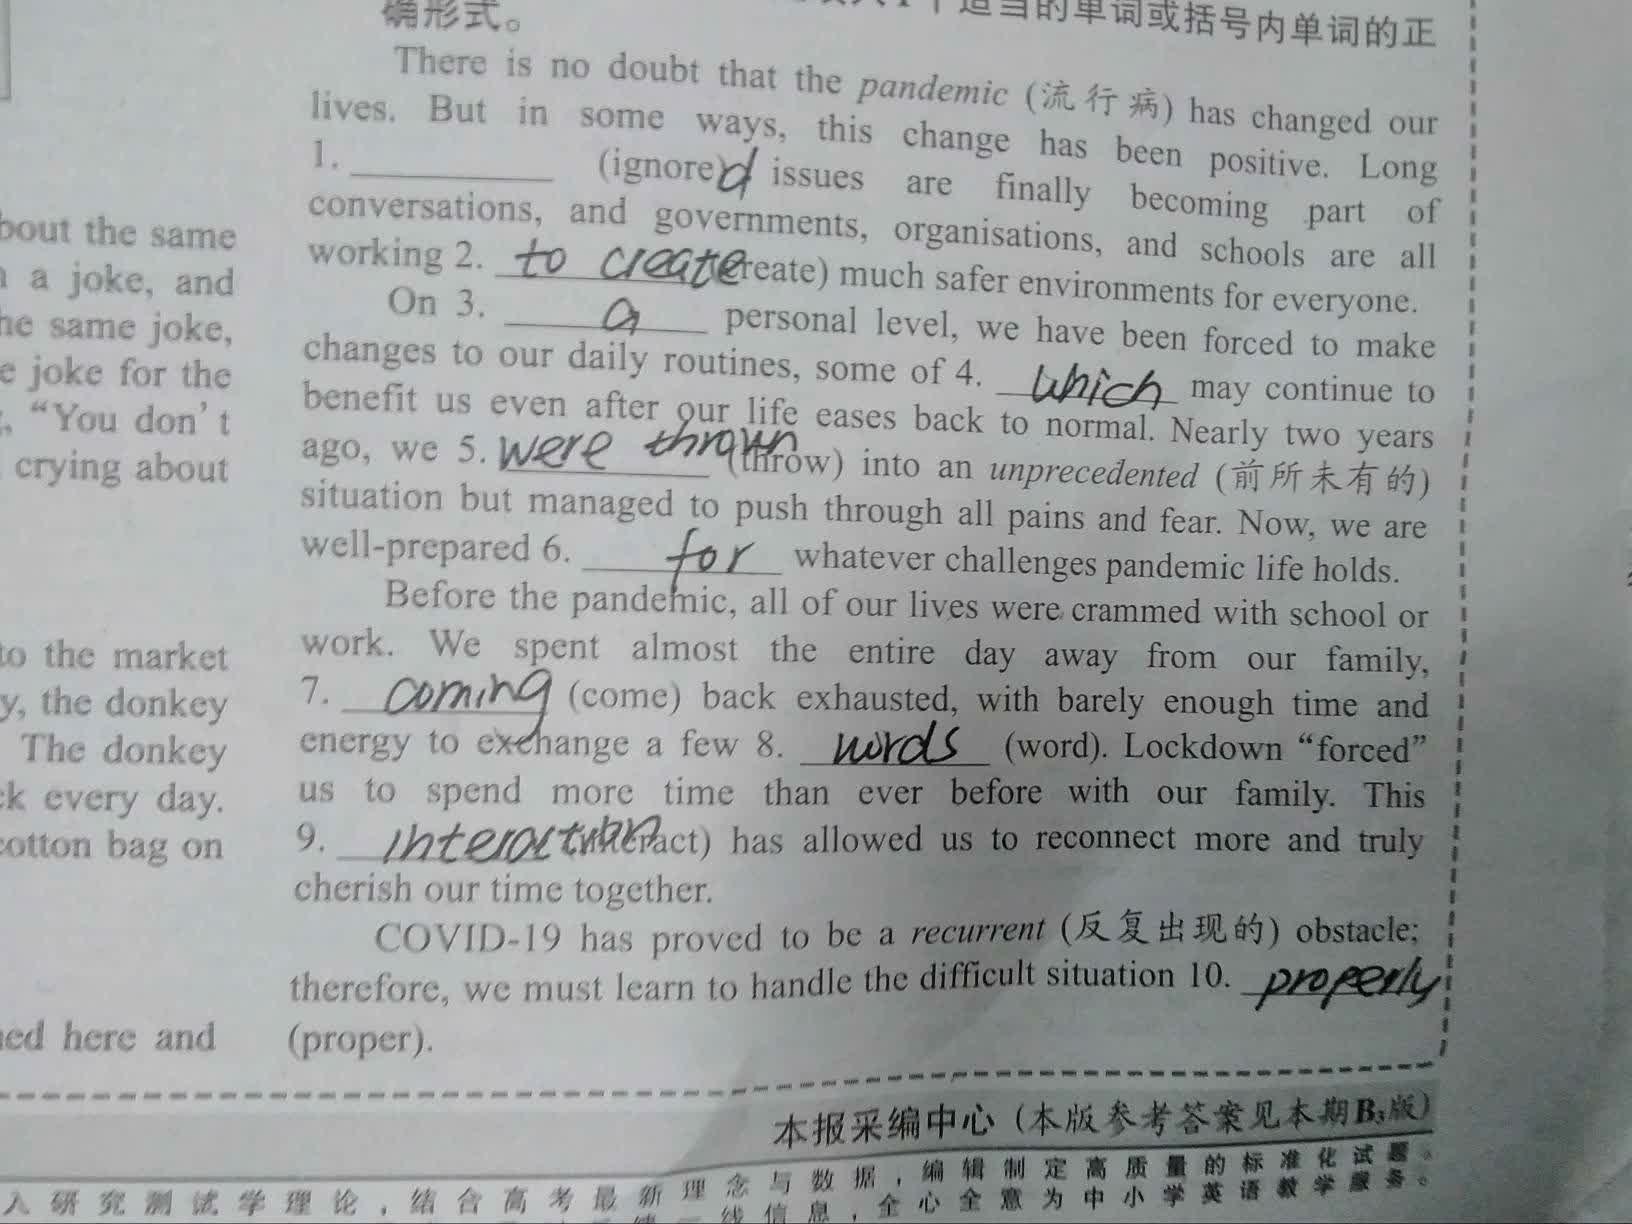 确形式。
个适当的单词或括号内单词的正
There is no doubt that the pandemic (流行病) has changed our
lives. But in some ways, this change has been positive. Long
1. (ignore)d issues are finally becoming part of
conversations, and governments, organisations, and schools are all
working 2. to create reate) much safer environments for everyone.
On 3. a personal level, we have been forced to make
changes to our daily routines, some of 4. which may continue to
benefit us even after our life eases back to normal. Nearly two years
ago, we 5. were thrown (throw) into an unprecedented (前所未有的)
situation but managed to push through all pains and fear. Now, we are
well-prepared 6. for whatever challenges pandemic life holds.
Before the pandemic, all of our lives were crammed with school or
work. We spent almost the entire day away from our family,
7. coming (come) back exhausted, with barely enough time and
energy to exchange a few 8. words (word). Lockdown “forced”
us to spend more time than ever before with our family. This
9. interaction eract) has allowed us to reconnect more and truly
cherish our time together.
COVID-19 has proved to be a recurrent (反复出现的) obstacle;
therefore, we must learn to handle the difficult situation 10. properly
(proper).
bout the same
a joke, and
he same joke,
e joke for the
, “You don't
crying about
to the market
y, the donkey
The donkey
ck every day.
cotton bag on
ned here and
本报采编中心 (本版参考答案见本期B3版)
入研究测试学理论，结合高考最新理念与数据，编辑制定高质量的标准化试题。
线信息，全心全意为中小学英语教学服务。